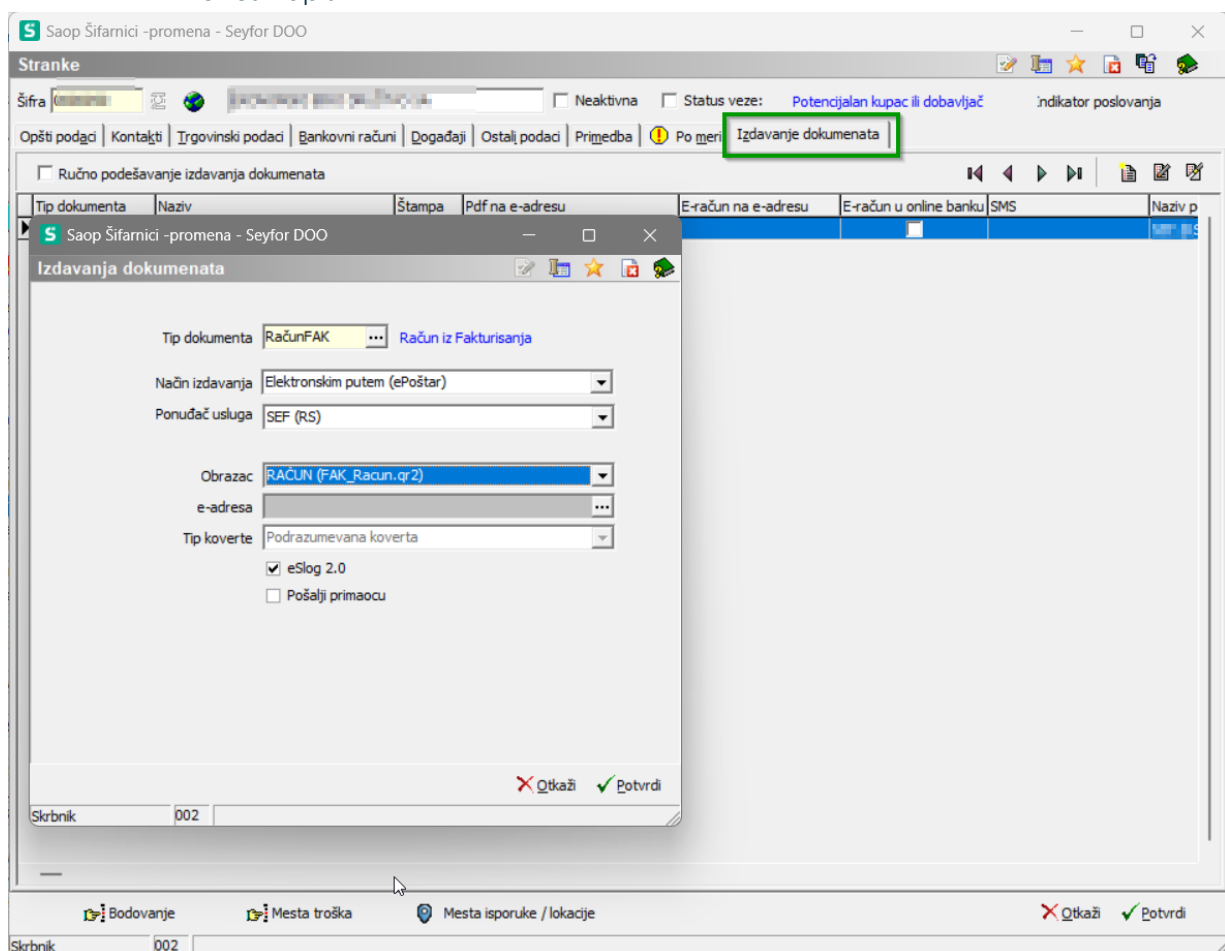 Saop Šifarnici -promena - Seyfor DOO
Stranke
Šifra
Neaktivna
Status veze: Potencijalan kupac ili dobavljač
ndikator poslovanja
Opšti podaci Kontakti Trgovinski podaci Bankovni računi Događaji Ostali podaci Primedba Po meri Izdavanje dokumenata
Ručno podešavanje izdavanja dokumenata
Tip dokumenta Naziv Štampa Pdf na e-adresu E-račun na e-adresu E-račun u online banku SMS Naziv p
Saop Šifarnici -promena - Seyfor DOO
Izdavanja dokumenata
Tip dokumenta RačunFAK ... Račun iz Fakturisanja
Način izdavanja Elektronskim putem (ePoštar)
Ponuđač usluga SEF (RS)
Obrazac RAČUN (FAK_Racun.qr2)
e-adresa ...
Tip koverte Podrazumevana koverta
eSlog 2.0
Pošalji primaocu
Otkaži Potvrdi
Skrbnik 002
Bodovanje Mesta troška Mesta isporuke / lokacije Otkaži Potvrdi
Skrbnik 002